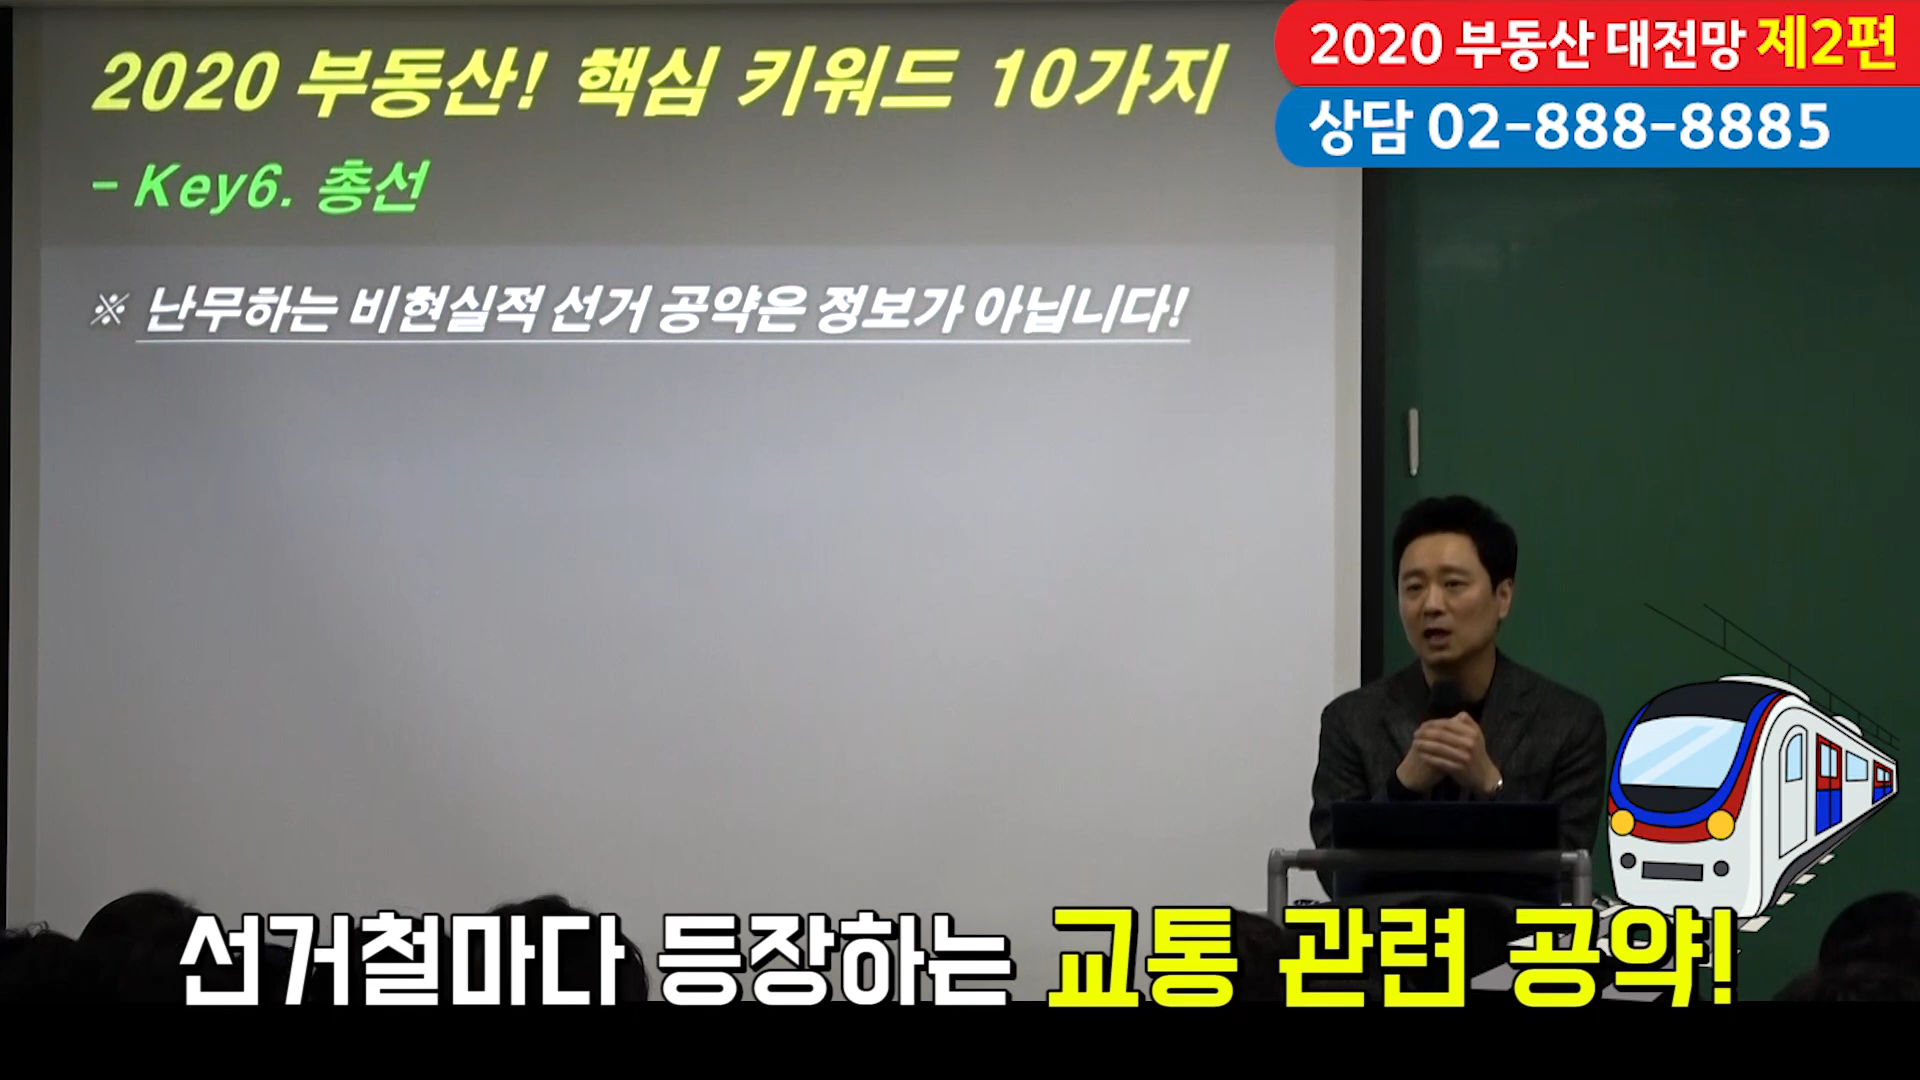 2020 부동산! 핵심 키워드 10가지
- Key6. 총선
※ 난무하는 비현실적 선거 공약은 정보가 아닙니다!
2020 부동산 대전망 제2편
상담 02-888-8885
선거철마다 등장하는 교통 관련 공약!